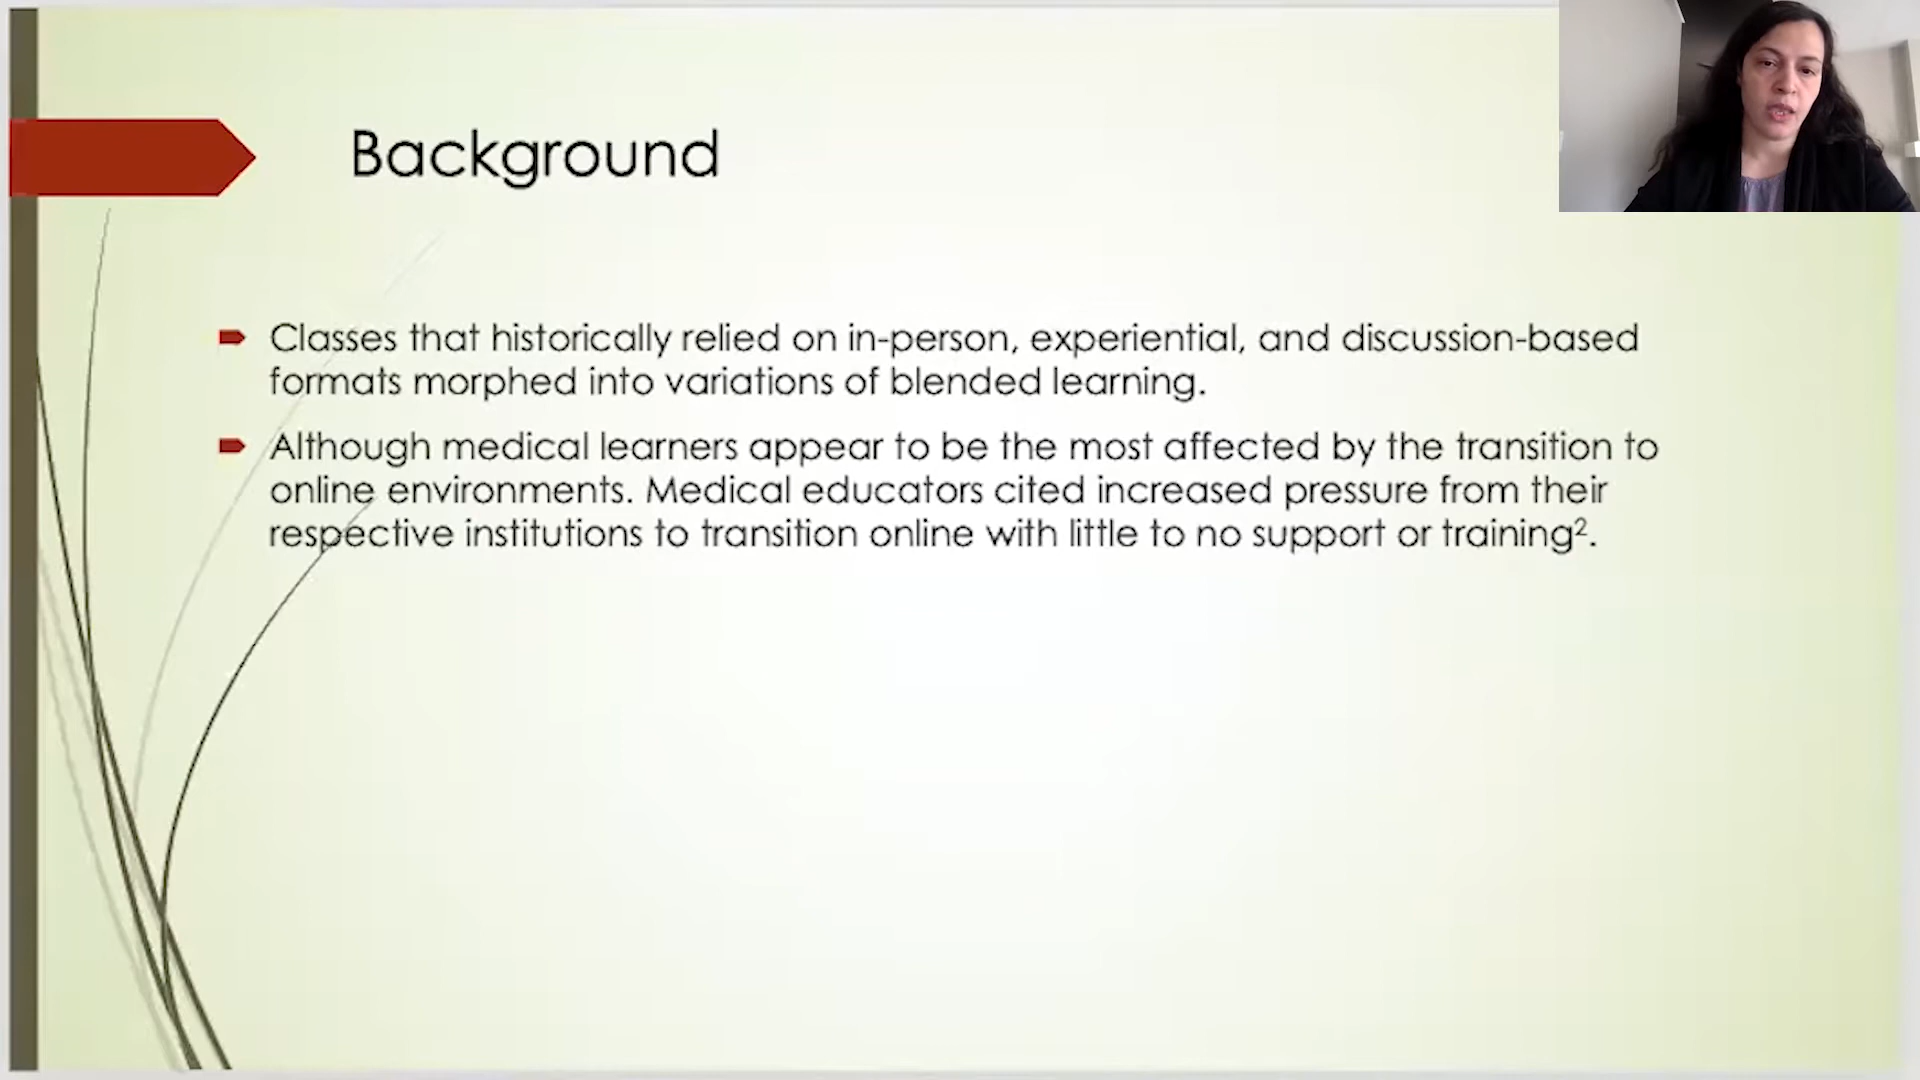 Background
Classes that historically relied on in-person, experiential, and discussion-based
formats morphed into variations of blended learning.
Although medical learners appear to be the most affected by the transition to
online environments. Medical educators cited increased pressure from their
respective institutions to transition online with little to no support or training².